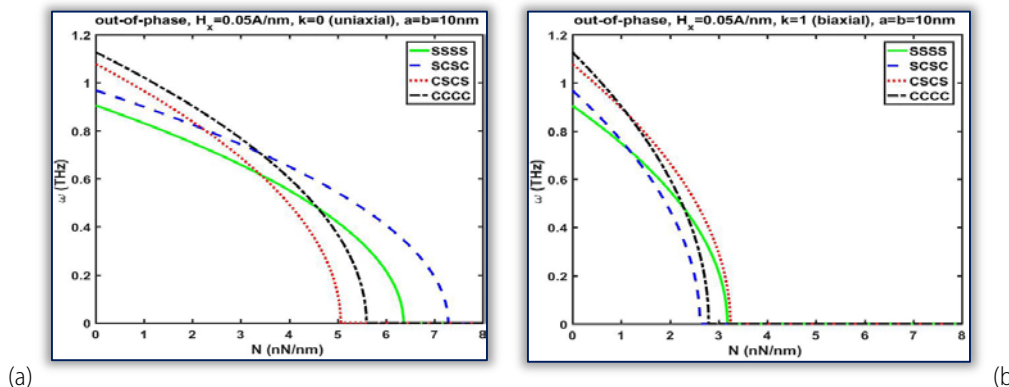 out-of-phase, H_x=0.05A/nm, k=0 (uniaxial), a=b=10nm
1.2
1
0.8
0.6
0.4
0.2
0
ω (THz)
SSSS
SCSC
CSCS
CCCC
0 1 2 3 4 5 6 7 8
N (nN/nm)
(a)
out-of-phase, H_x=0.05A/nm, k=1 (biaxial), a=b=10nm
1.2
1
0.8
0.6
0.4
0.2
0
ω (THz)
SSSS
SCSC
CSCS
CCCC
0 1 2 3 4 5 6 7 8
N (nN/nm)
(b